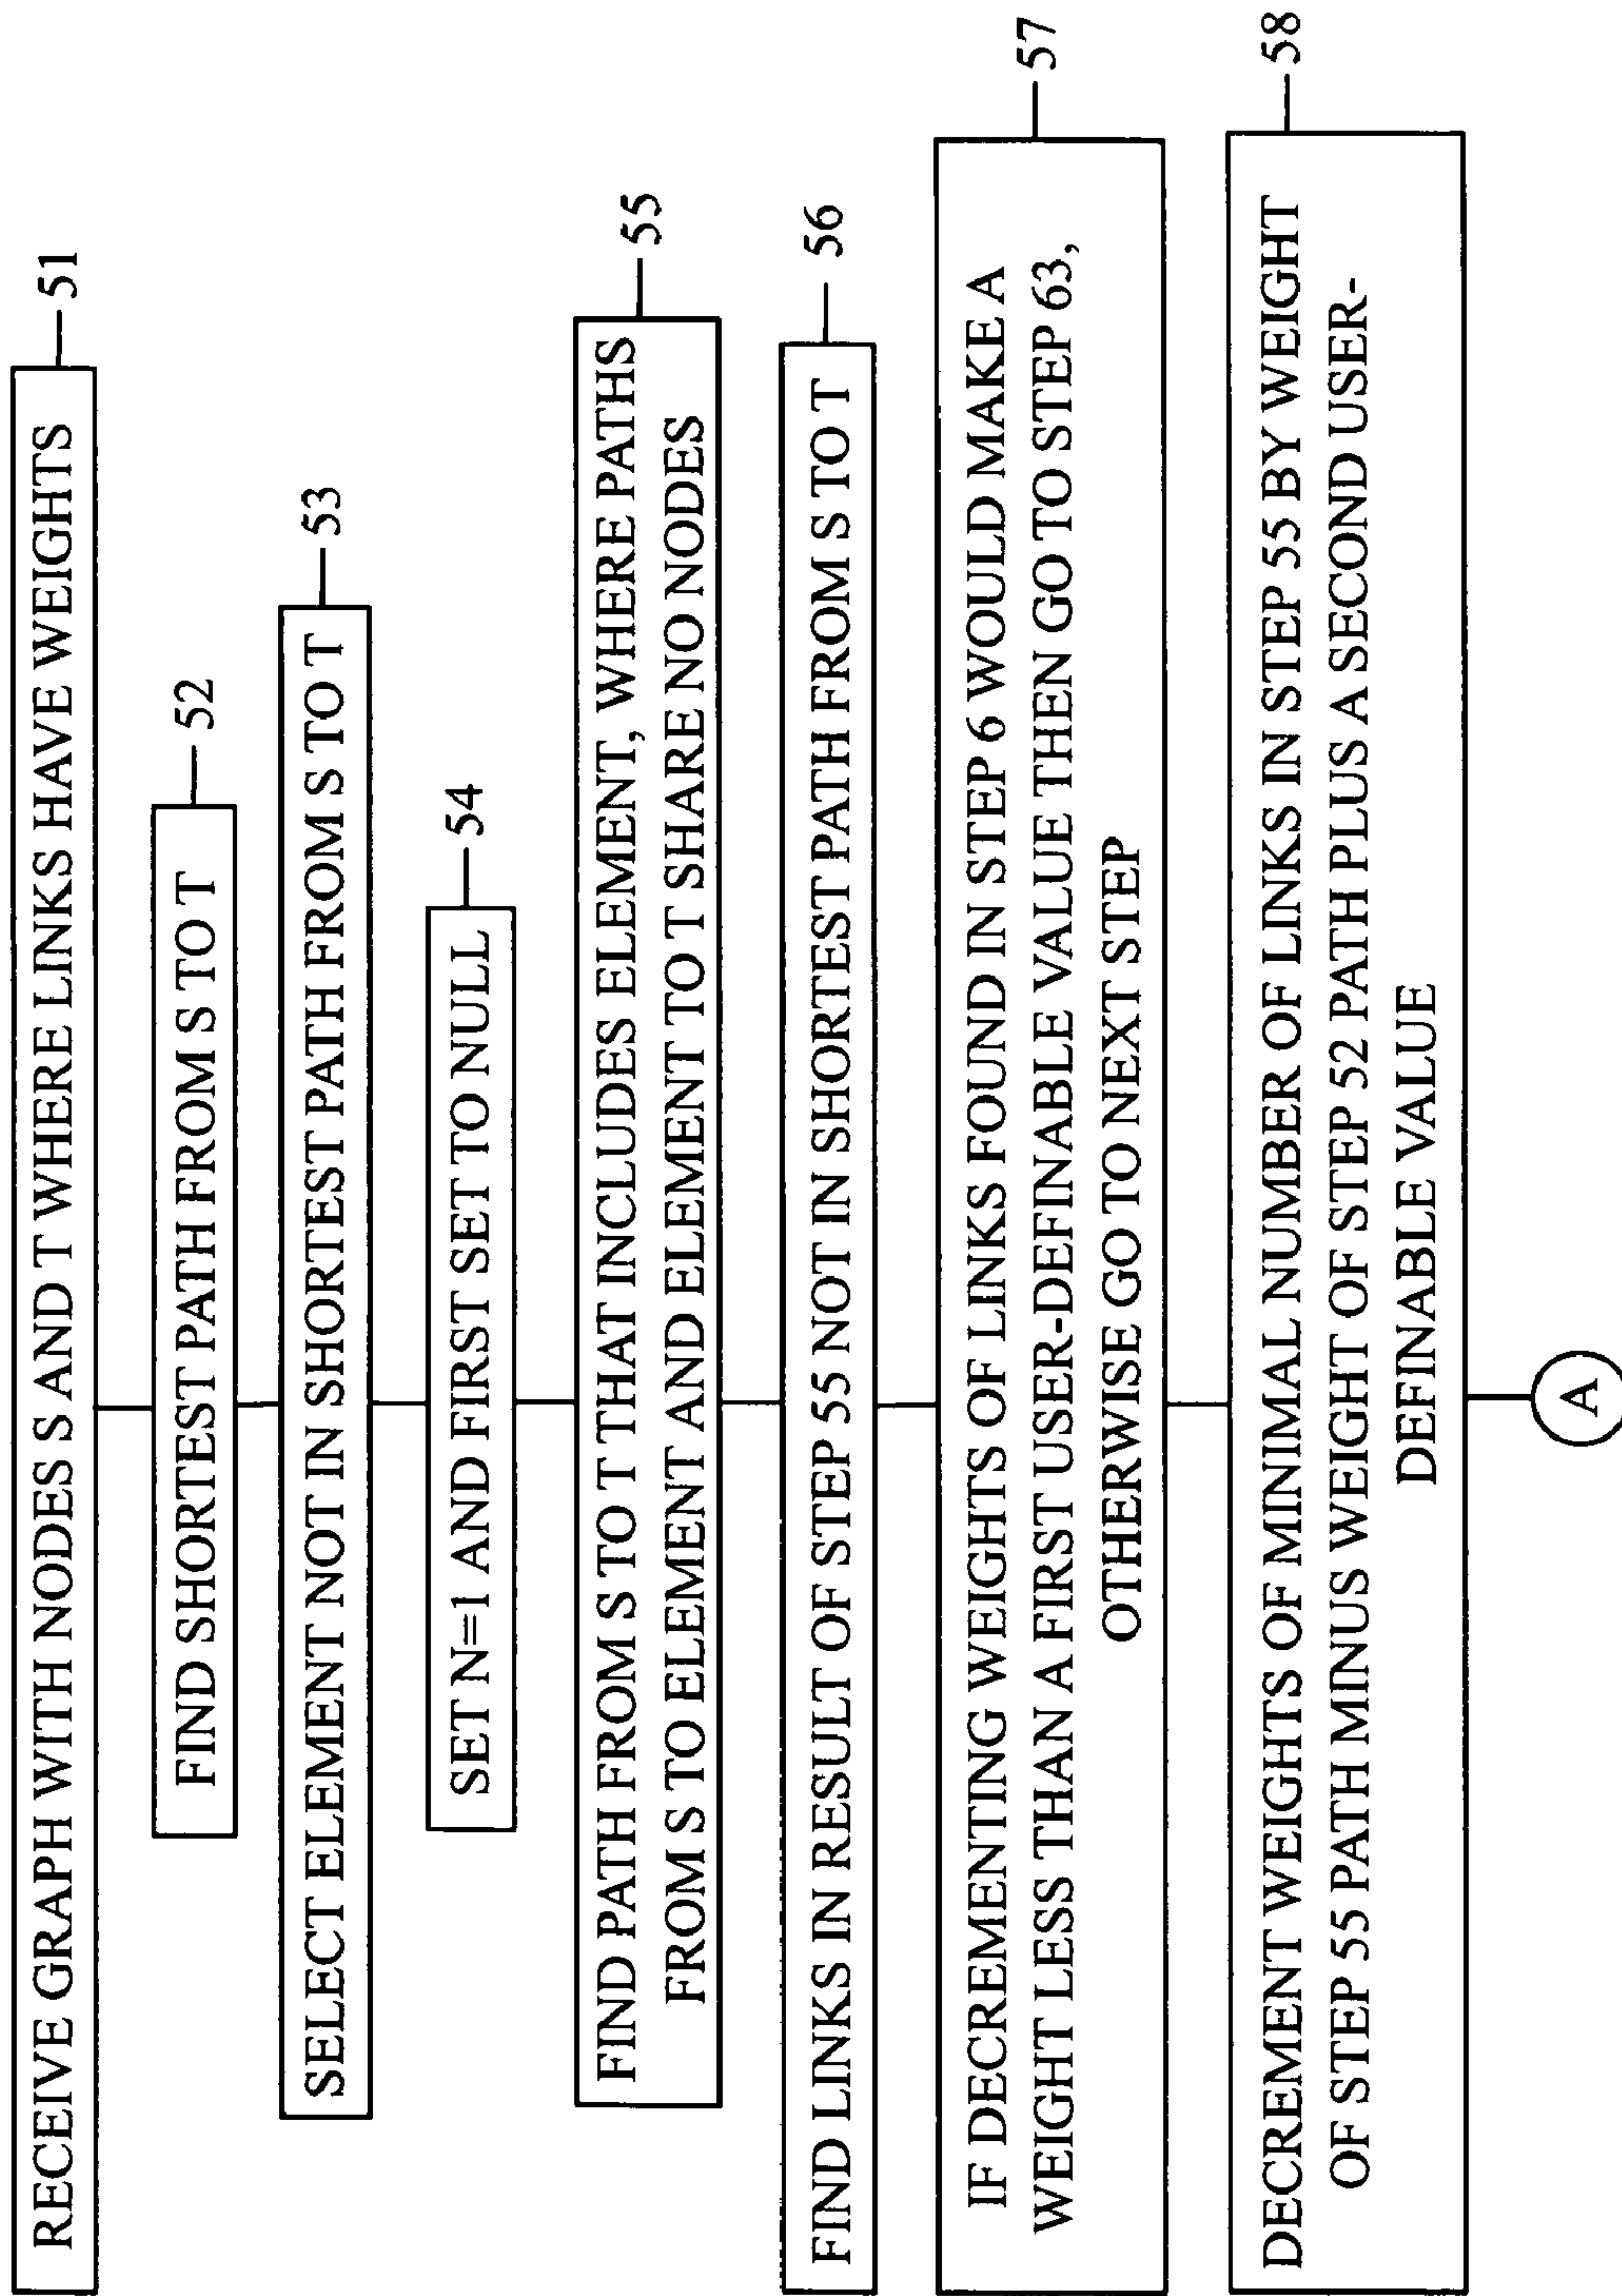 RECEIVE GRAPH WITH NODES S AND T WHERE LINKS HAVE WEIGHTS
51
FIND SHORTEST PATH FROM S TO T
52
SELECT ELEMENT NOT IN SHORTEST PATH FROM S TO T
53
SET N=1 AND FIRST SET TO NULL
54
FIND PATH FROM S TO T THAT INCLUDES ELEMENT, WHERE PATHS
FROM S TO ELEMENT AND ELEMENT TO T SHARE NO NODES
55
FIND LINKS IN RESULT OF STEP 55 NOT IN SHORTEST PATH FROM S TO T
56
IF DECREMENTING WEIGHTS OF LINKS FOUND IN STEP 6 WOULD MAKE A
WEIGHT LESS THAN A FIRST USER-DEFINABLE VALUE THEN GO TO STEP 63,
OTHERWISE GO TO NEXT STEP
57
DECREMENT WEIGHTS OF MINIMAL NUMBER OF LINKS IN STEP 55 BY WEIGHT
OF STEP 55 PATH MINUS WEIGHT OF STEP 52 PATH PLUS A SECOND USER-
DEFINABLE VALUE
58
A